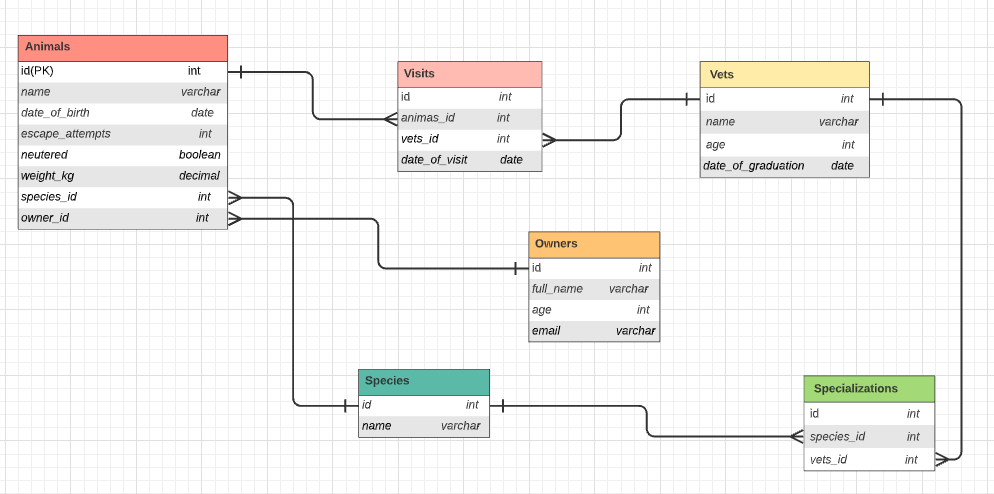 Animals
id(PK) int
name varchar
date_of_birth date
escape_attempts int
neutered boolean
weight_kg decimal
species_id int
owner_id int
Visits
id int
animas_id int
vets_id int
date_of_visit date
Vets
id int
name varchar
age int
date_of_graduation date
Owners
id int
full_name varchar
age int
email varchar
Species
id int
name varchar
Specializations
id int
species_id int
vets_id int